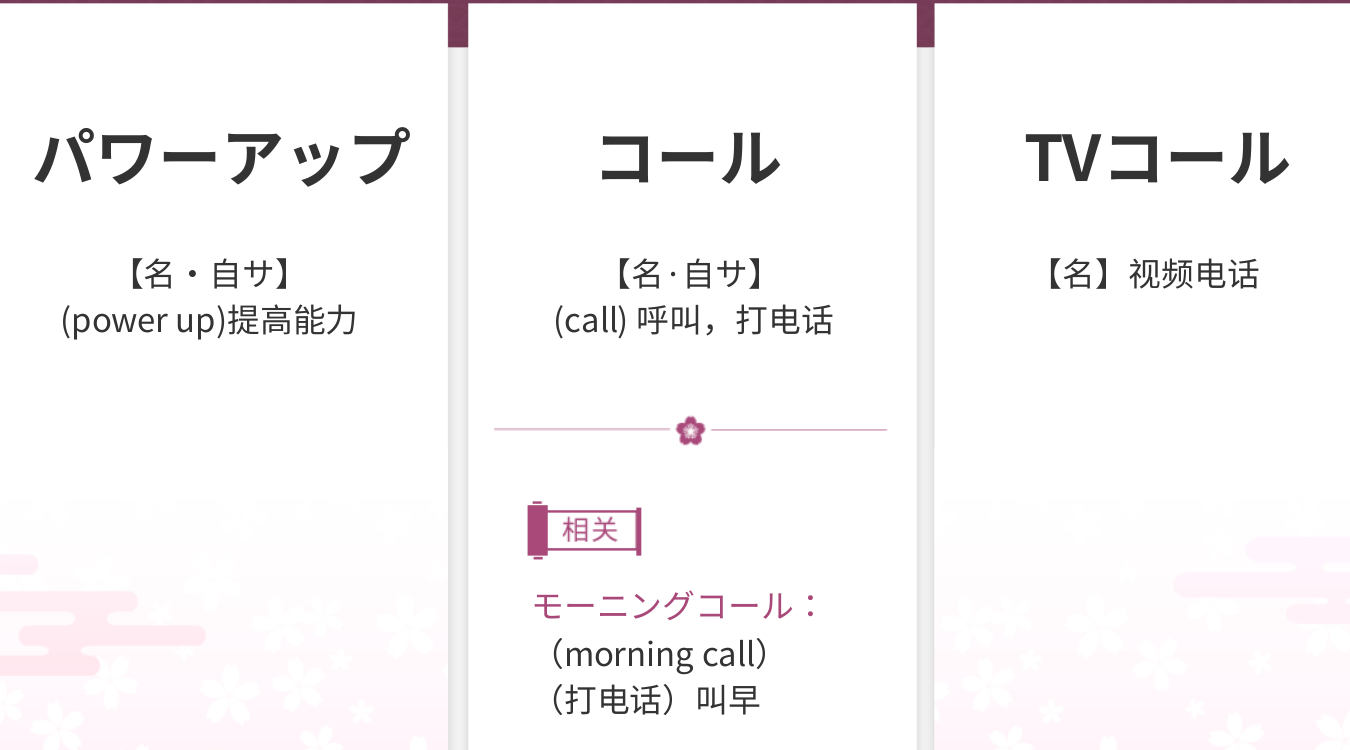 パワーアップ
【名・自サ】
(power up)提高能力
コール
【名·自サ】
(call) 呼叫，打电话
相关
モーニングコール：
（morning call）
（打电话）叫早
TVコール
【名】视频电话